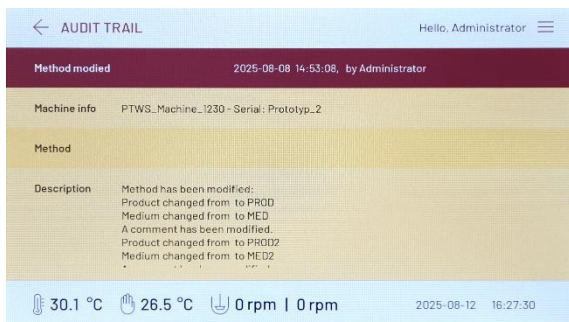 AUDIT TRAIL
Hello, Administrator
Method modied 2025-08-08 14:53:08, by Administrator
Machine info PTWS_Machine_1230 - Serial: Prototyp_2
Method
Description Method has been modified:
Product changed from to PROD
Medium changed from to MED
A comment has been modified.
Product changed from to PROD2
Medium changed from to MED2
30.1 °C 26.5 °C 0 rpm | 0 rpm 2025-08-12 16:27:30